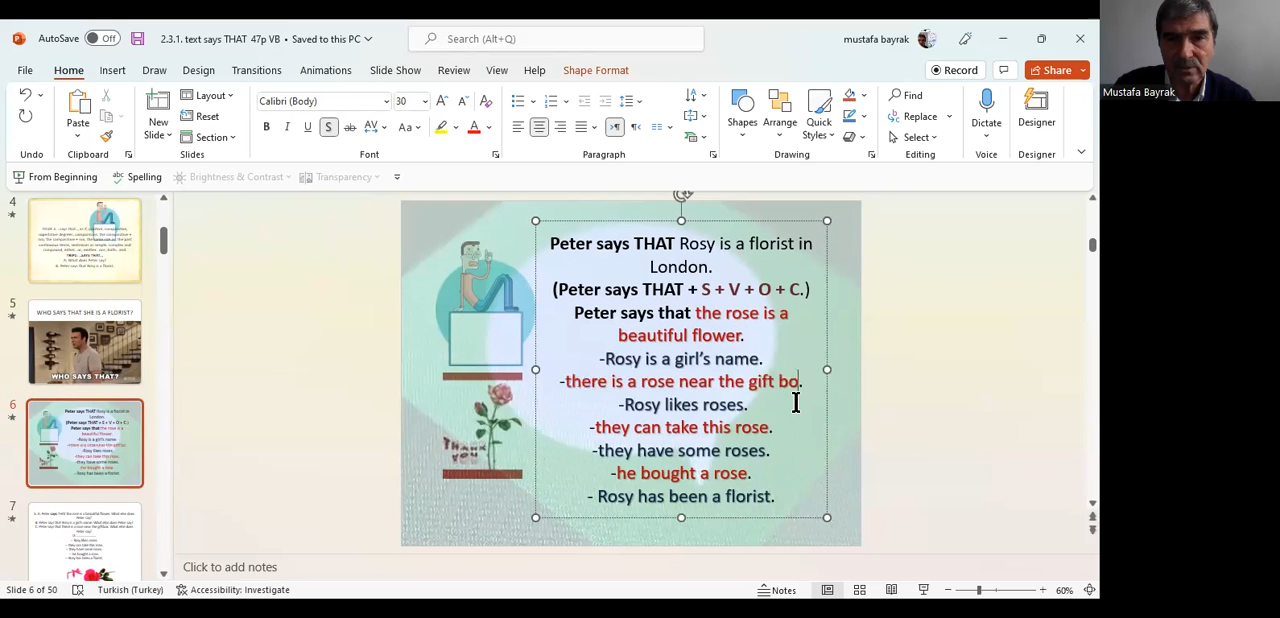 AutoSave Off 2.3.1. text says THAT 47p VB • Saved to this PC Search (Alt+Q) mustafa bayrak
Mustafa Bayrak
File Home Insert Draw Design Transitions Slide Show Review View Help Shape Format Record Share
Paste New Slide Layout Reset Section Calibri (Body) 30 Shapes Arrange Quick Styles Find Replace Select Dictate Designer
Undo Clipboard Slides Font Paragraph Drawing Editing Voice Designer
From Beginning Spelling Brightness & Contrast Transparency
4
5
WHO SAYS THAT SHE IS A FLORIST?
WHO SAYS THAT?
6
7
Peter says THAT Rosy is a florist in
London.
(Peter says THAT + S + V + O + C.)
Peter says that the rose is a
beautiful flower.
-Rosy is a girl's name.
-there is a rose near the gift bo.
-Rosy likes roses.
-they can take this rose.
-they have some roses.
-he bought a rose.
- Rosy has been a florist.
THANK
YOU
Click to add notes
Slide 6 of 50 Turkish (Turkey) Accessibility: Investigate Notes 60%